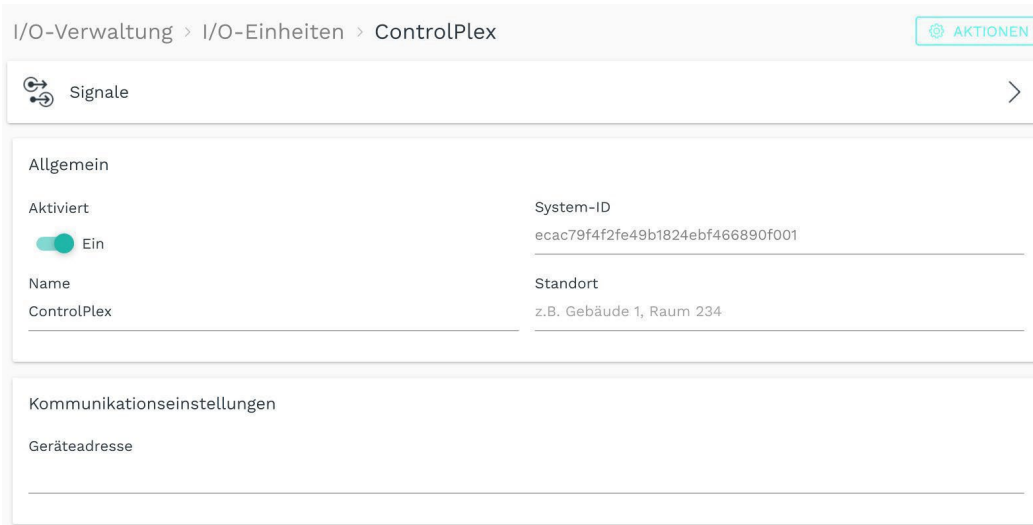 I/O-Verwaltung > I/O-Einheiten > ControlPlex
AKTIONEN
Signale
Allgemein
Aktiviert
Ein
System-ID
ecac79f4f2fe49b1824ebf466890f001
Name
ControlPlex
Standort
z.B. Gebäude 1, Raum 234
Kommunikationseinstellungen
Geräteadresse